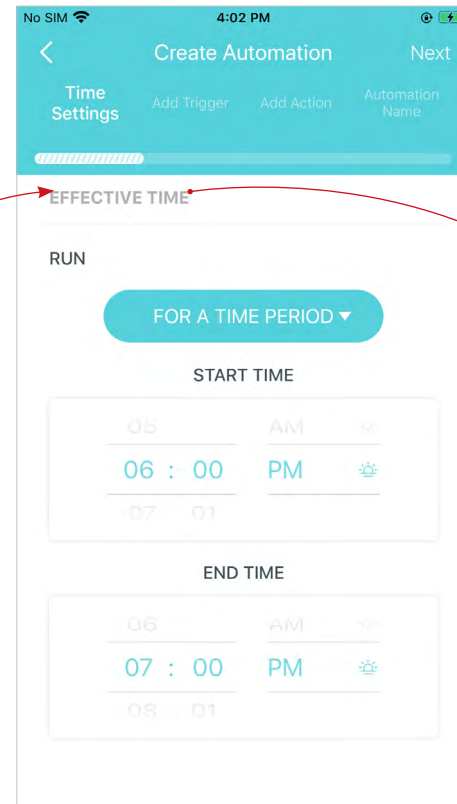 No SIM 4:02 PM
Create Automation Next
Time Settings Add Trigger Add Action Automation Name
EFFECTIVE TIME
RUN
FOR A TIME PERIOD
START TIME
05 AM
06 : 00 PM
07 01
END TIME
06 AM
07 : 00 PM
08 01